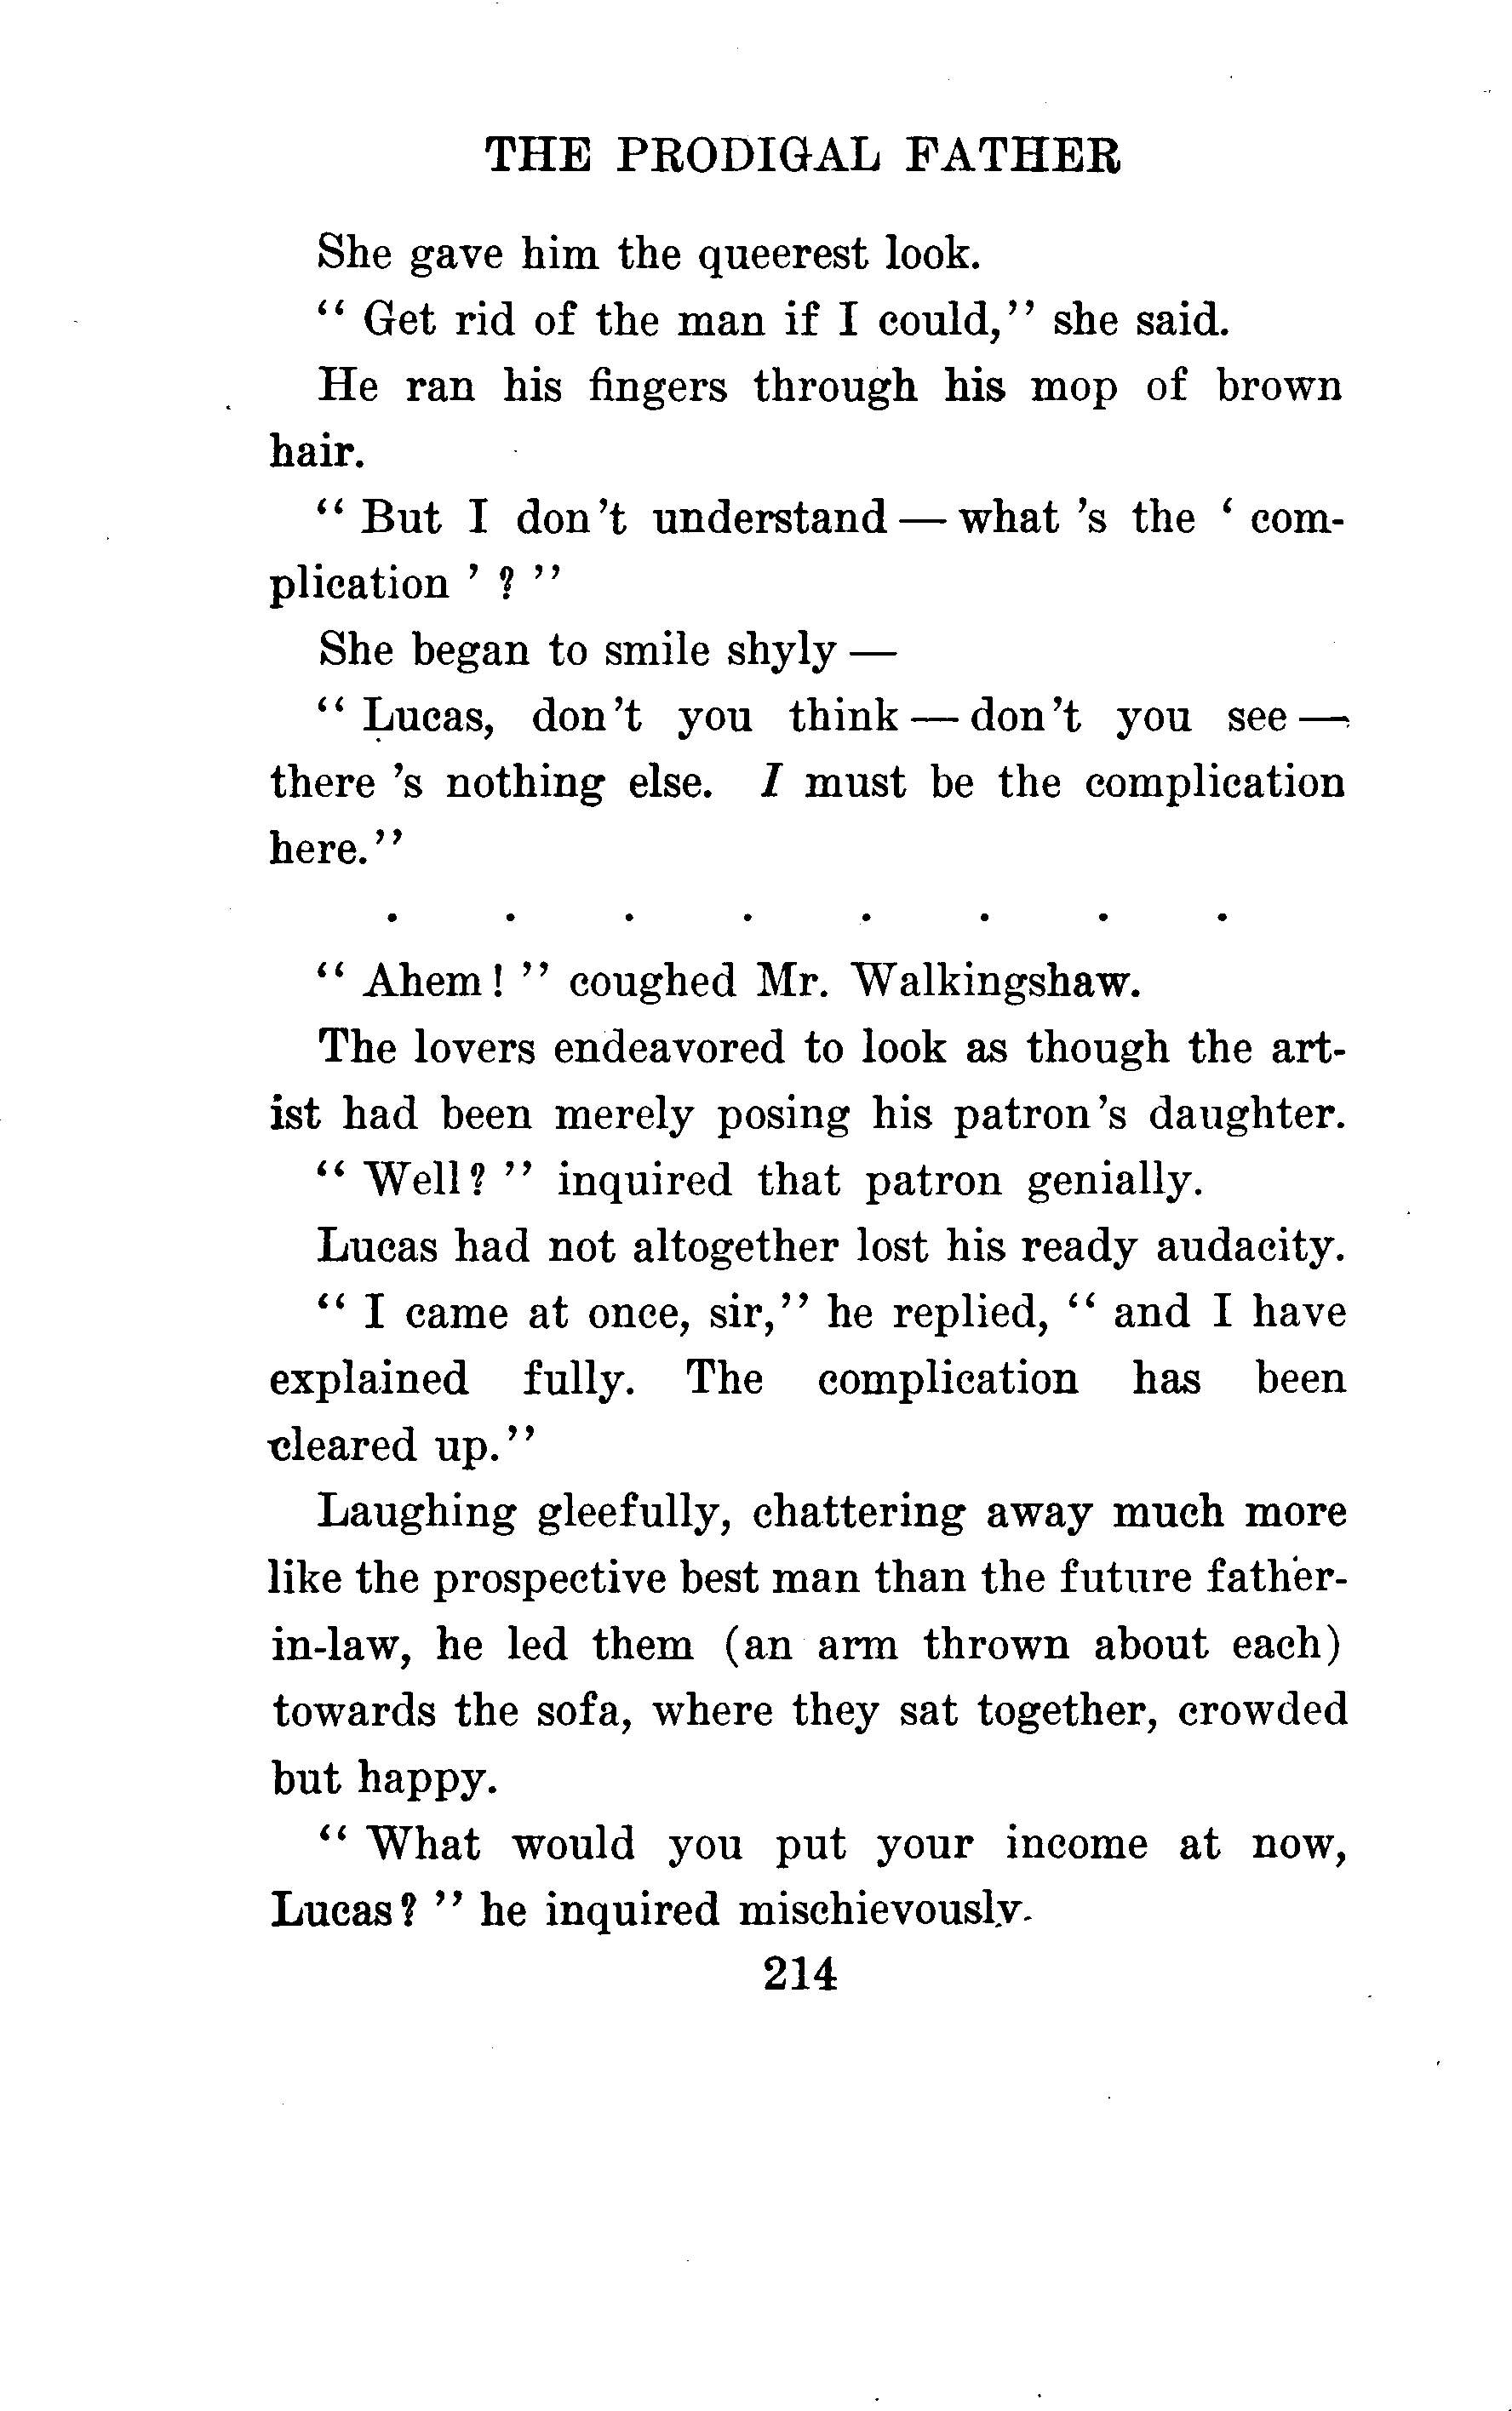 THE PRODIGAL FATHER
She gave him the queerest look.
“ Get rid of the man if I could,” she said.
He ran his fingers through his mop of brown
hair.
“ But I don’t understand — what ’s the ‘ com-
plication ’ ? ”
She began to smile shyly —
“ Lucas, don’t you think — don’t you see —
there ’s nothing else. I must be the complication
here.”
. . . . . . . .
“ Ahem! ” coughed Mr. Walkingshaw.
The lovers endeavored to look as though the art-
ist had been merely posing his patron’s daughter.
“ Well? ” inquired that patron genially.
Lucas had not altogether lost his ready audacity.
“ I came at once, sir,” he replied, “ and I have
explained fully. The complication has been
cleared up.”
Laughing gleefully, chattering away much more
like the prospective best man than the future father-
in-law, he led them (an arm thrown about each)
towards the sofa, where they sat together, crowded
but happy.
“ What would you put your income at now,
Lucas? ” he inquired mischievously.
214